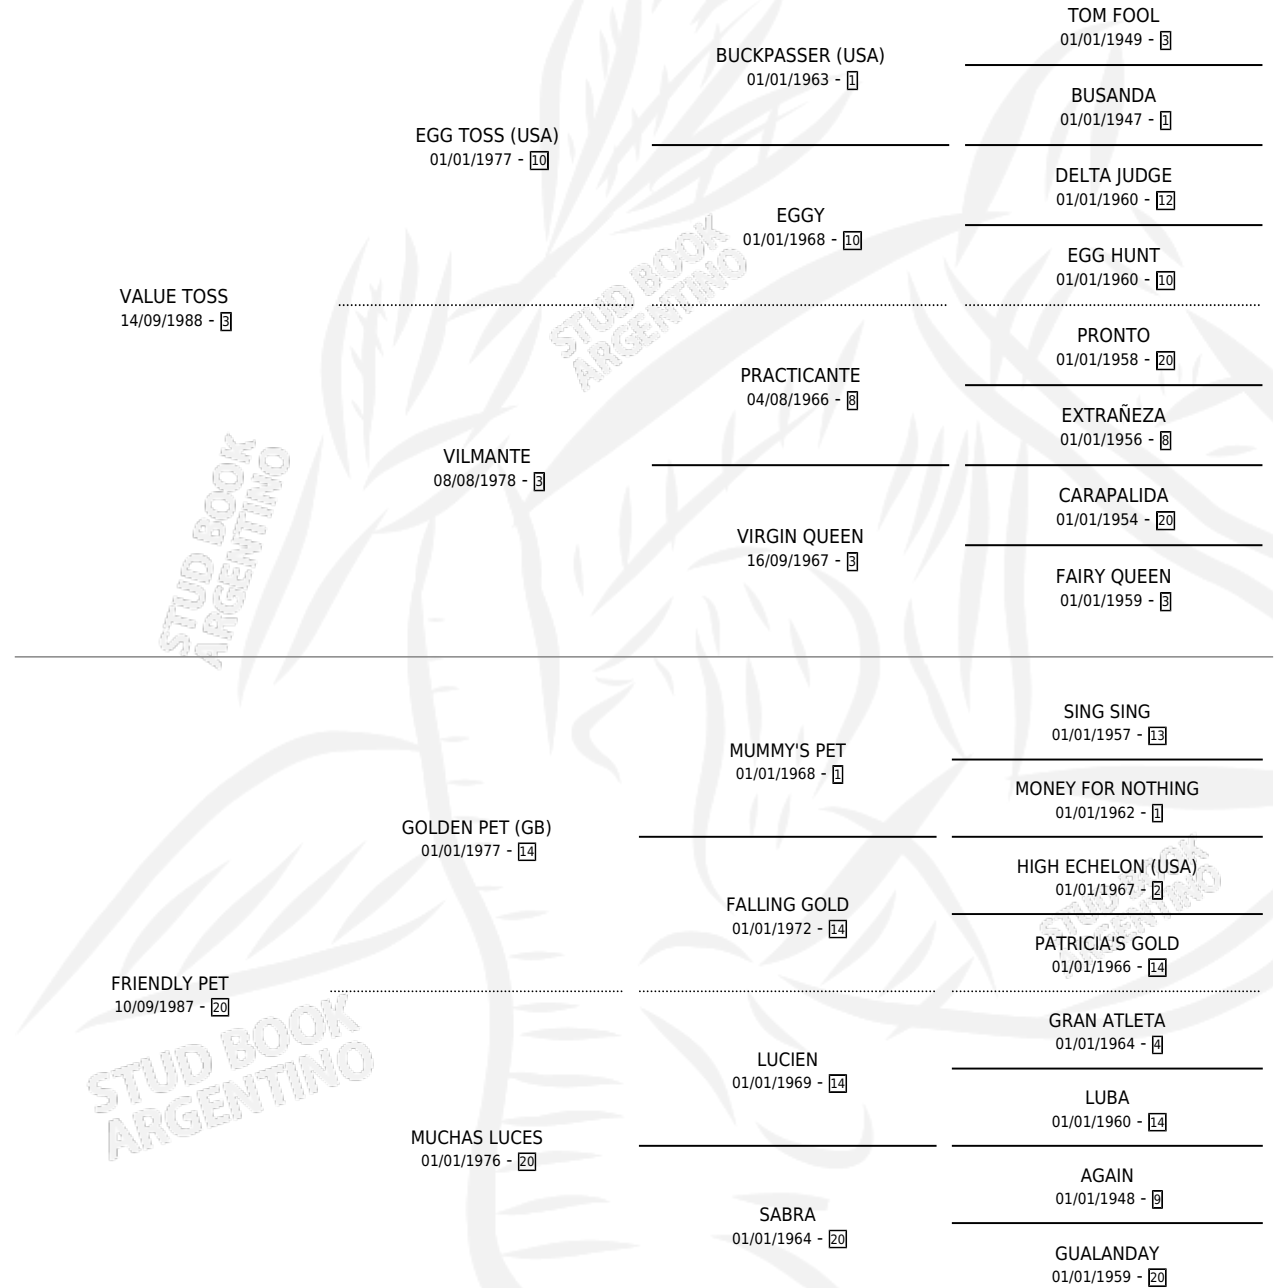 TOM FOOL
01/01/1949 - 3
BUCKPASSER (USA)
01/01/1963 - 1
BUSANDA
01/01/1947 - 1
EGG TOSS (USA)
01/01/1977 - 10
DELTA JUDGE
01/01/1960 - 12
EGGY
01/01/1968 - 10
EGG HUNT
01/01/1960 - 10
VALUE TOSS
14/09/1988 - 3
PRONTO
01/01/1958 - 20
PRACTICANTE
04/08/1966 - 8
EXTRAÑEZA
01/01/1956 - 8
VILMANTE
08/08/1978 - 3
CARAPALIDA
01/01/1954 - 20
VIRGIN QUEEN
16/09/1967 - 3
FAIRY QUEEN
01/01/1959 - 3
STUD BOOK
ARGENTINO
STUD BOOK
ARGENTINO
SING SING
01/01/1957 - 13
MUMMY'S PET
01/01/1968 - 1
MONEY FOR NOTHING
01/01/1962 - 1
GOLDEN PET (GB)
01/01/1977 - 14
HIGH ECHELON (USA)
01/01/1967 - 2
FALLING GOLD
01/01/1972 - 14
PATRICIA'S GOLD
01/01/1966 - 14
FRIENDLY PET
10/09/1987 - 20
GRAN ATLETA
01/01/1964 - 4
LUCIEN
01/01/1969 - 14
LUBA
01/01/1960 - 14
MUCHAS LUCES
01/01/1976 - 20
AGAIN
01/01/1948 - 9
SABRA
01/01/1964 - 20
GUALANDAY
01/01/1959 - 20
STUD BOOK
ARGENTINO
STUD BOOK
ARGENTINO